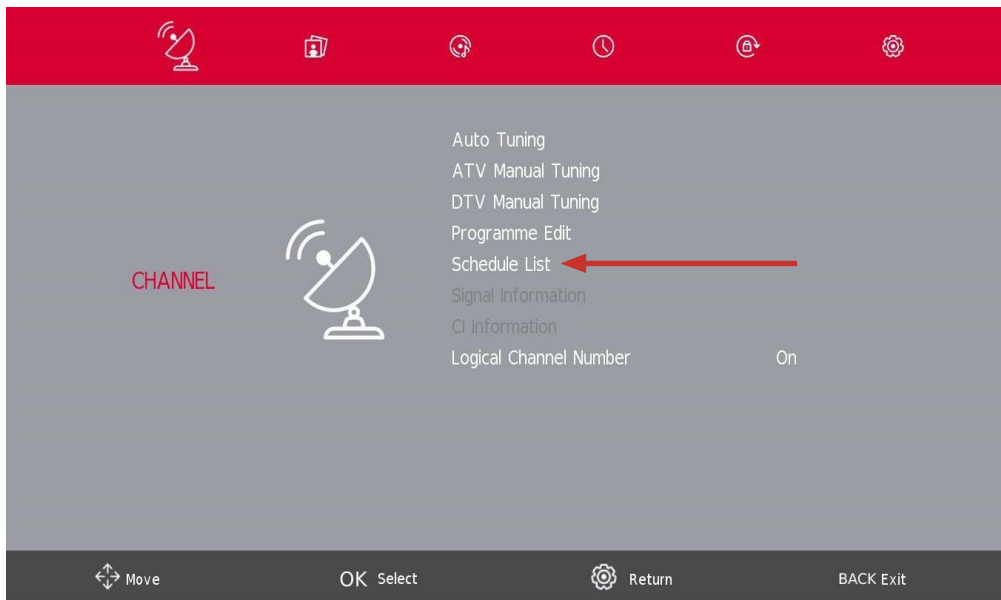 Auto Tuning
ATV Manual Tuning
DTV Manual Tuning
Programme Edit
Schedule List
CHANNEL
Signal Information
CI Information
Logical Channel Number On
Move OK Select Return BACK Exit